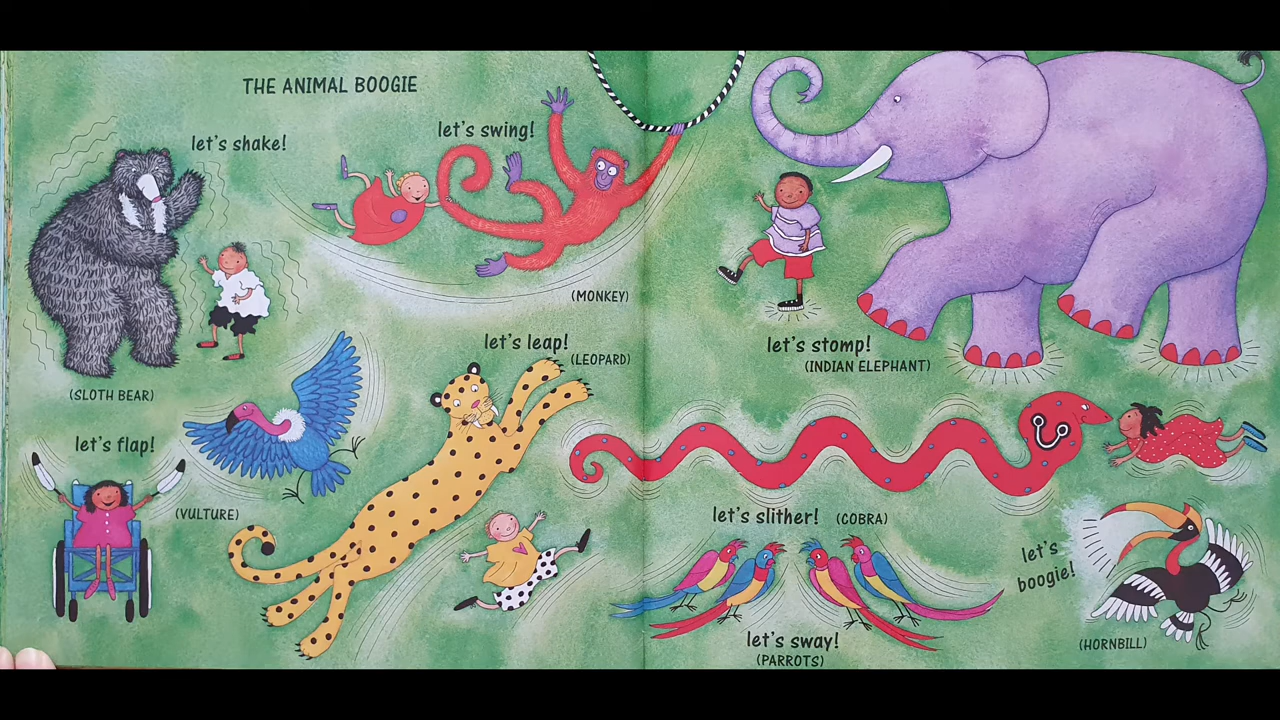 THE ANIMAL BOOGIE
let's shake!
(SLOTH BEAR)
let's swing!
(MONKEY)
let's stomp!
(INDIAN ELEPHANT)
let's flap!
(VULTURE)
let's leap!
(LEOPARD)
let's slither! (COBRA)
let's sway!
(PARROTS)
let's
boogie!
(HORNBILL)